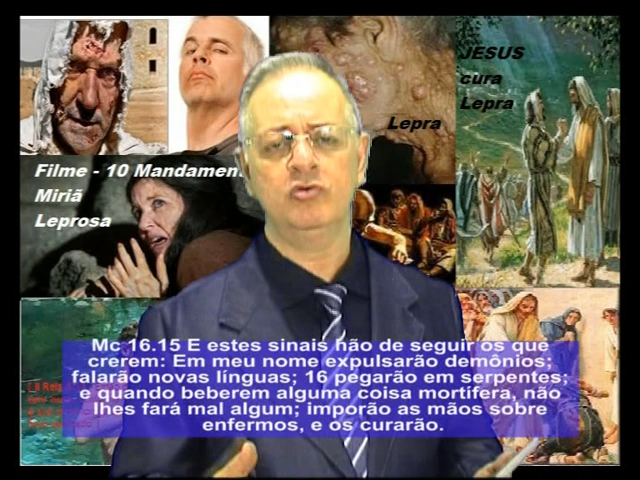 JESUS
cura
Lepra
Lepra
Filme - 10 Mandamen
Miriã
Leprosa
Mc 16.15 E estes sinais hão de seguir os que
crerem: Em meu nome expulsarão demônios;
falarão novas línguas; 16 pegarão em serpentes;
e quando beberem alguma coisa mortífera, não
lhes fará mal algum; imporão as mãos sobre
enfermos, e os curarão.